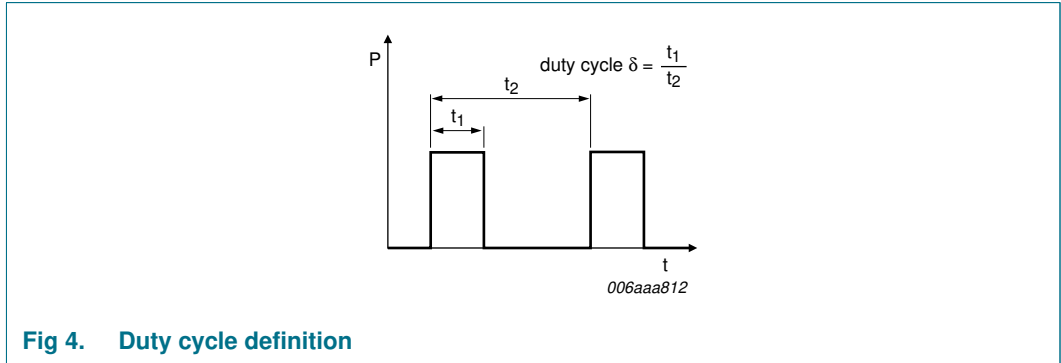 P
duty cycle δ = t1
t2
t2
t1
t
006aaa812
Fig 4. Duty cycle definition